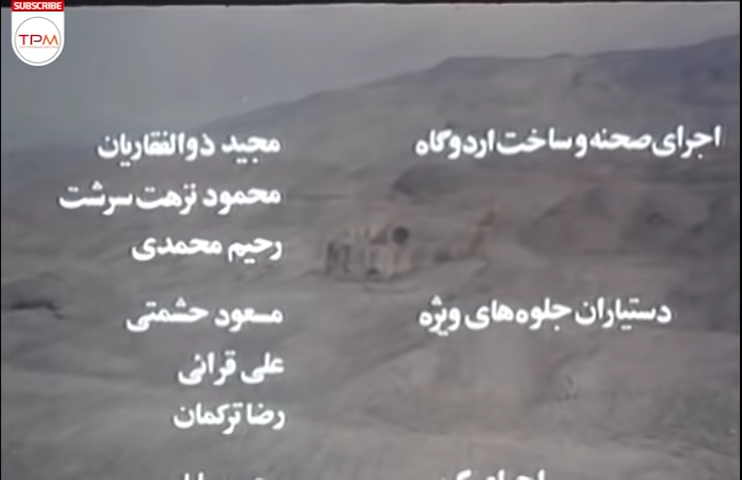 SUBSCRIBE
TPM
اجرای صحنه و ساخت اردوگاه مجید ذوالفقاریان
محمود نزهت سرشت
رحیم محمدی
دستیاران جلوه‌های ویژه مسعود حشمتی
علی قرائی
رضا ترکمان